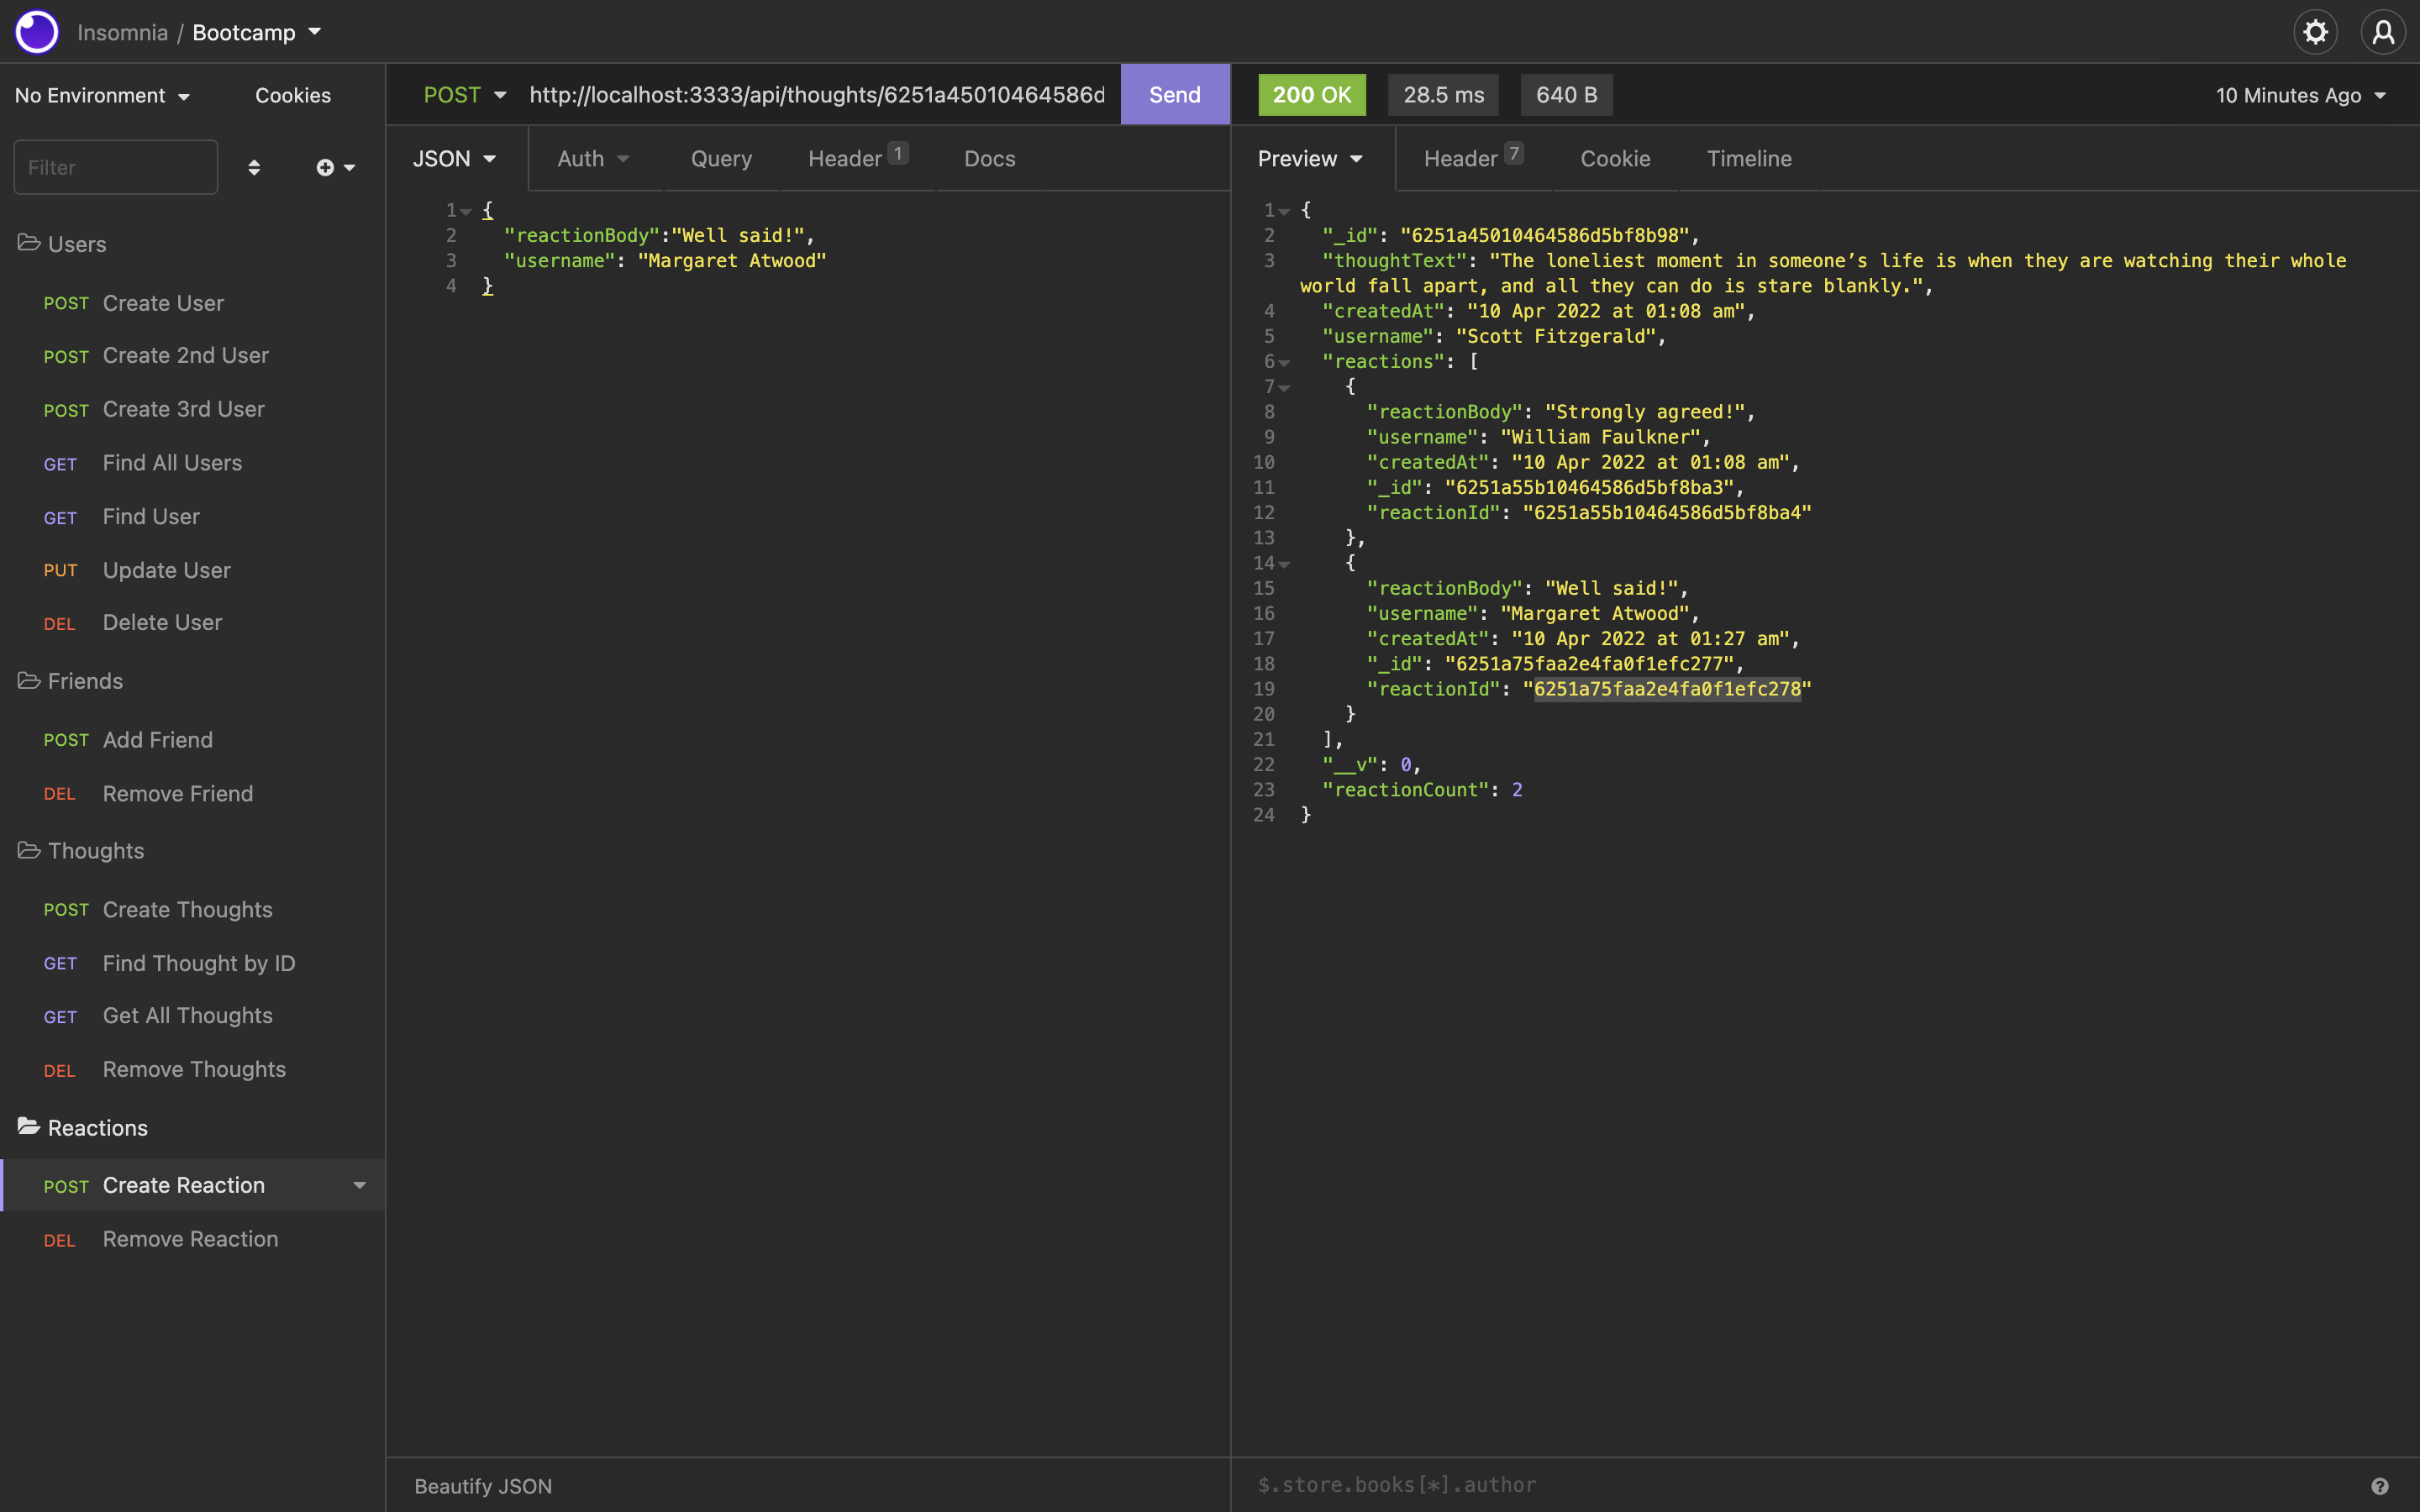 Insomnia / Bootcamp
No Environment
Cookies
Filter
Users
POST Create User
POST Create 2nd User
POST Create 3rd User
GET Find All Users
GET Find User
PUT Update User
DEL Delete User
Friends
POST Add Friend
DEL Remove Friend
Thoughts
POST Create Thoughts
GET Find Thought by ID
GET Get All Thoughts
DEL Remove Thoughts
Reactions
POST Create Reaction
DEL Remove Reaction
POST http://localhost:3333/api/thoughts/6251a45010464586d Send
JSON Auth Query Header 1 Docs
1 {
2 "reactionBody":"Well said!",
3 "username": "Margaret Atwood"
4 }
Beautify JSON
200 OK 28.5 ms 640 B 10 Minutes Ago
Preview Header 7 Cookie Timeline
1 {
2 "_id": "6251a45010464586d5bf8b98",
3 "thoughtText": "The loneliest moment in someone’s life is when they are watching their whole
world fall apart, and all they can do is stare blankly.",
4 "createdAt": "10 Apr 2022 at 01:08 am",
5 "username": "Scott Fitzgerald",
6 "reactions": [
7 {
8 "reactionBody": "Strongly agreed!",
9 "username": "William Faulkner",
10 "createdAt": "10 Apr 2022 at 01:08 am",
11 "_id": "6251a55b10464586d5bf8ba3",
12 "reactionId": "6251a55b10464586d5bf8ba4"
13 },
14 {
15 "reactionBody": "Well said!",
16 "username": "Margaret Atwood",
17 "createdAt": "10 Apr 2022 at 01:27 am",
18 "_id": "6251a75faa2e4fa0f1efc277",
19 "reactionId": "6251a75faa2e4fa0f1efc278"
20 }
21 ],
22 "__v": 0,
23 "reactionCount": 2
24 }
$.store.books[*].author